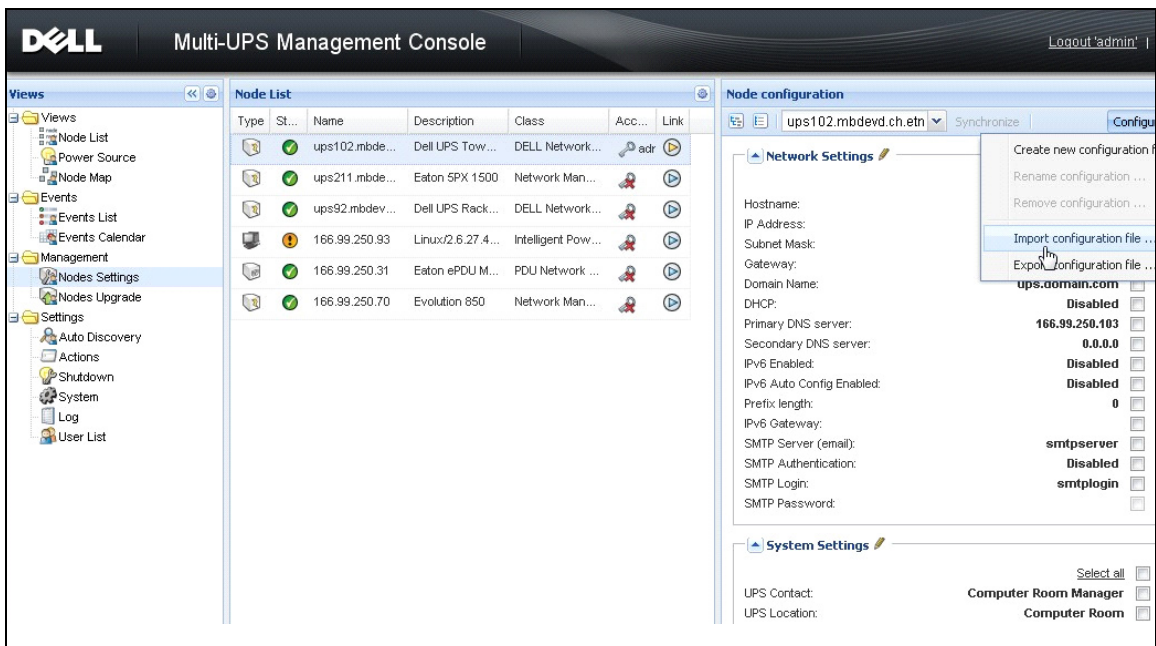 DELL Multi-UPS Management Console Logout 'admin' |
Views
Views
Node List
Power Source
Node Map
Events
Events List
Events Calendar
Management
Nodes Settings
Nodes Upgrade
Settings
Auto Discovery
Actions
Shutdown
System
Log
User List
Node List
Type St... Name Description Class Acc... Link
ups102.mbde... Dell UPS Tow... DELL Network... adr
ups211.mbde... Eaton 5PX 1500 Network Man...
ups92.mbdev... Dell UPS Rack... DELL Network...
166.99.250.93 Linux/2.6.27.4... Intelligent Pow...
166.99.250.31 Eaton ePDU M... PDU Network ...
166.99.250.70 Evolution 850 Network Man...
Node configuration
ups102.mbdevd.ch.etn Synchronize Configu
Create new configuration f
Rename configuration ...
Remove configuration ...
Import configuration file ...
Export configuration file ...
Network Settings
Hostname:
IP Address:
Subnet Mask:
Gateway:
Domain Name: ups.domain.com
DHCP: Disabled
Primary DNS server: 166.99.250.103
Secondary DNS server: 0.0.0.0
IPv6 Enabled: Disabled
IPv6 Auto Config Enabled: Disabled
Prefix length: 0
IPv6 Gateway:
SMTP Server (email): smtpserver
SMTP Authentication: Disabled
SMTP Login: smtplogin
SMTP Password:
System Settings
Select all
UPS Contact: Computer Room Manager
UPS Location: Computer Room